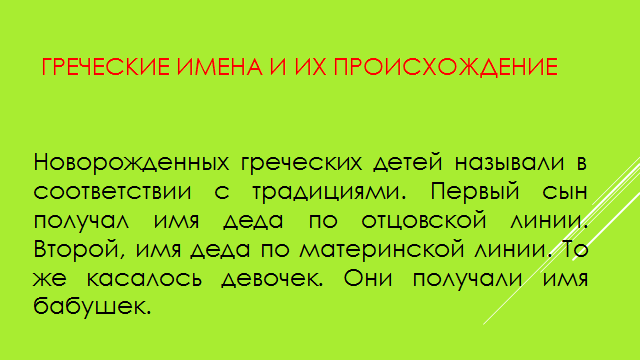 ГРЕЧЕСКИЕ ИМЕНА И ИХ ПРОИСХОЖДЕНИЕ
Новорожденных греческих детей называли в
соответствии с традициями. Первый сын
получал имя деда по отцовской линии.
Второй, имя деда по материнской линии. То
же касалось девочек. Они получали имя
бабушек.